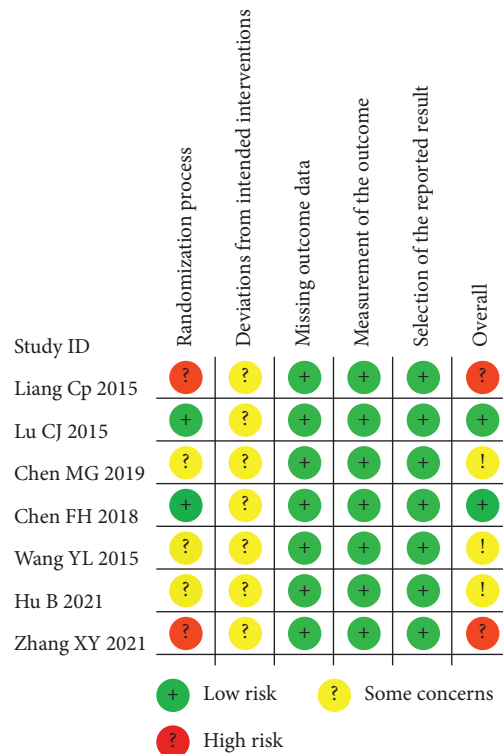 Randomization process
Deviations from intended interventions
Missing outcome data
Measurement of the outcome
Selection of the reported result
Overall
Study ID
Liang Cp 2015 ? ? + + + ?
Lu CJ 2015 + ? + + + +
Chen MG 2019 ? ? + + + !
Chen FH 2018 + ? + + + +
Wang YL 2015 ? ? + + + !
Hu B 2021 ? ? + + + !
Zhang XY 2021 ? ? + + + ?
+ Low risk ? Some concerns
? High risk